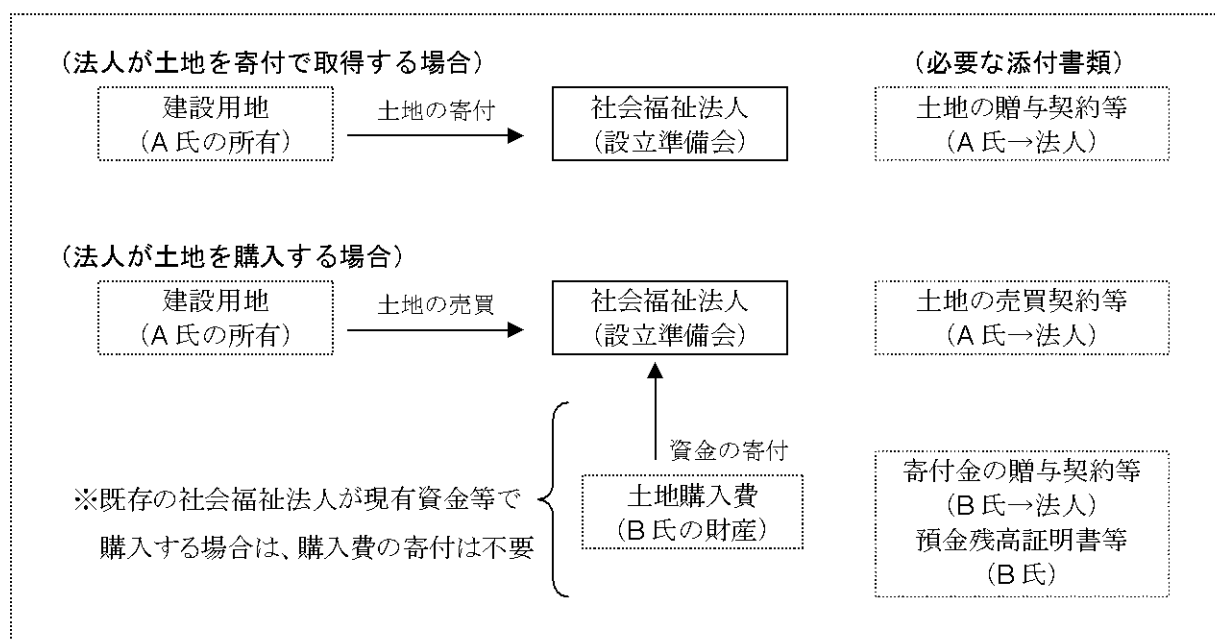 (法人が土地を寄付で取得する場合)
(必要な添付書類)
建設用地
(A氏の所有)
土地の寄付
社会福祉法人
(設立準備会)
土地の贈与契約等
(A氏→法人)
(法人が土地を購入する場合)
建設用地
(A氏の所有)
土地の売買
社会福祉法人
(設立準備会)
土地の売買契約等
(A氏→法人)
資金の寄付
※既存の社会福祉法人が現有資金等で
購入する場合は、購入費の寄付は不要
土地購入費
(B氏の財産)
寄付金の贈与契約等
(B氏→法人)
預金残高証明書等
(B氏)